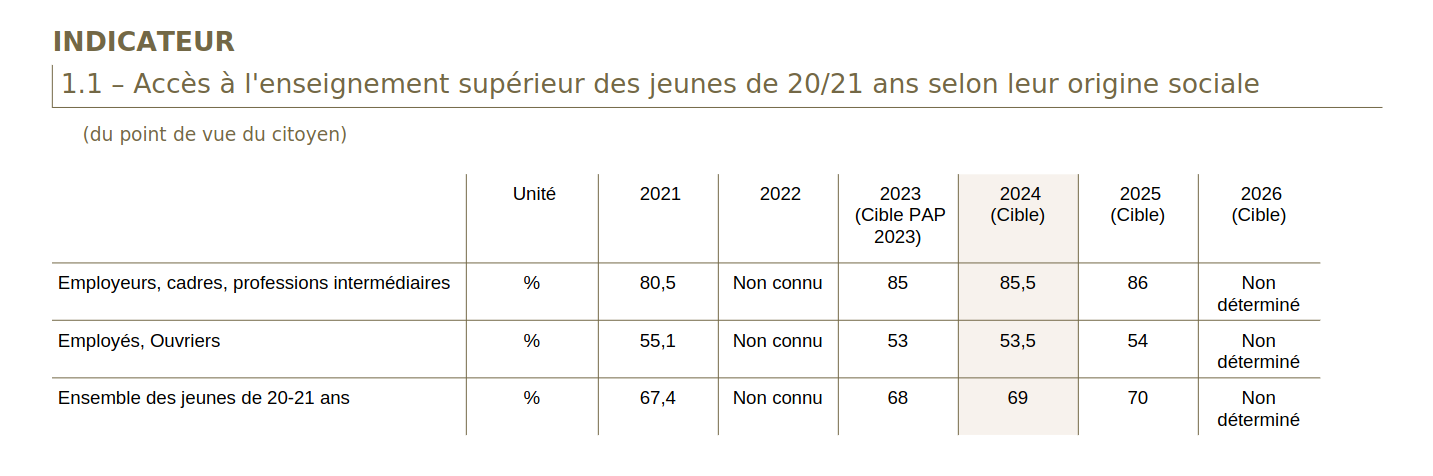 INDICATEUR
1.1 – Accès à l'enseignement supérieur des jeunes de 20/21 ans selon leur origine sociale
(du point de vue du citoyen)
Unité 2021 2022 2023 2024 2025 2026
(Cible PAP (Cible) (Cible) (Cible)
2023)
Employeurs, cadres, professions intermédiaires % 80,5 Non connu 85 85,5 86 Non
déterminé
Employés, Ouvriers % 55,1 Non connu 53 53,5 54 Non
déterminé
Ensemble des jeunes de 20-21 ans % 67,4 Non connu 68 69 70 Non
déterminé